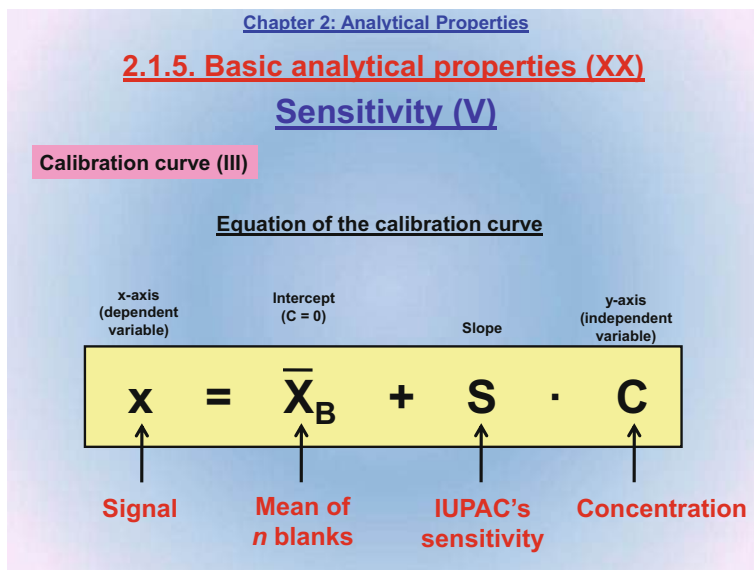 Chapter 2: Analytical Properties
2.1.5. Basic analytical properties (XX)
Sensitivity (V)
Calibration curve (III)
Equation of the calibration curve
x-axis
(dependent
variable)
Intercept
(C = 0)
Slope
y-axis
(independent
variable)
x = X̅B + S · C
Signal
Mean of
n blanks
IUPAC's
sensitivity
Concentration